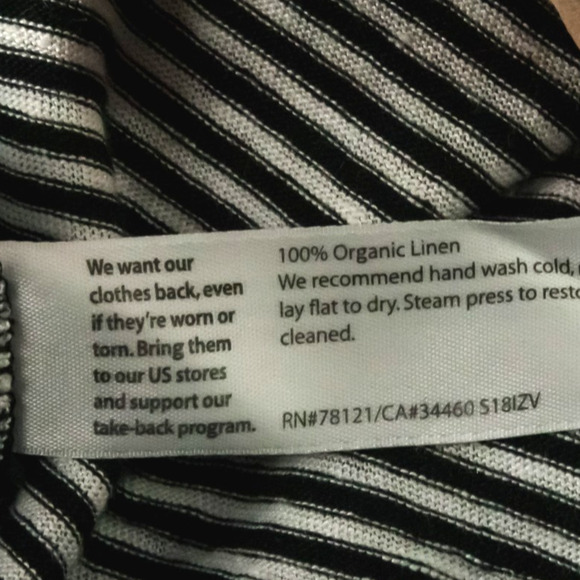 We want our
clothes back, even
if they're worn or
torn. Bring them
to our US stores
and support our
take-back program.
100% Organic Linen
We recommend hand wash cold,
lay flat to dry. Steam press to
cleaned.
RN#78121/CA#34460 S18IZV